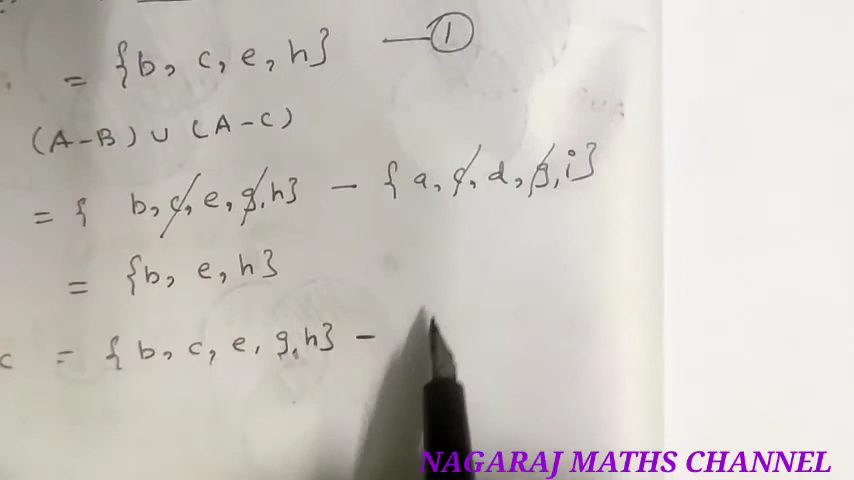 = {b, c, e, h} — ①
(A-B) ∪ (A-C)
= { b, c, e, g, h} - { a, c, d, g, i}
= {b, e, h}
c = { b, c, e, g, h} -
NAGARAJ MATHS CHANNEL